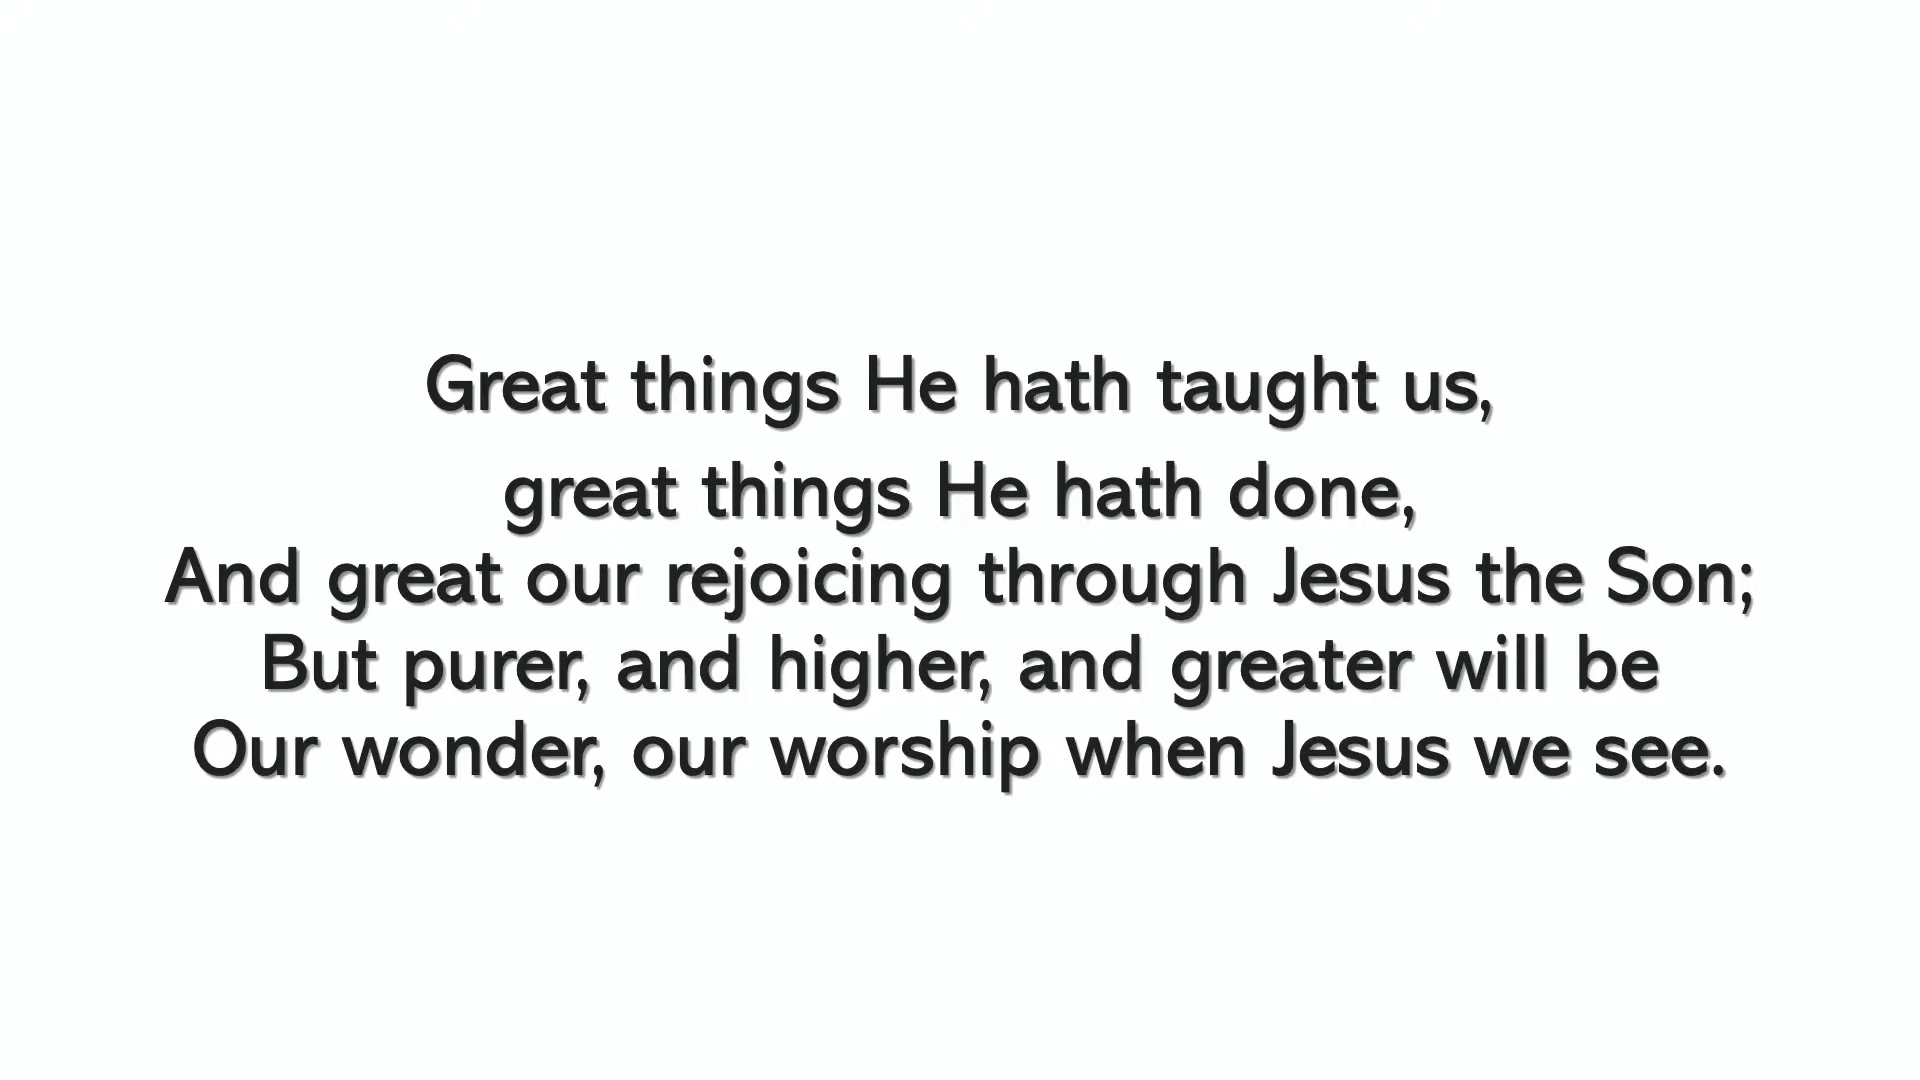 Great things He hath taught us,
great things He hath done,
And great our rejoicing through Jesus the Son;
But purer, and higher, and greater will be
Our wonder, our worship when Jesus we see.